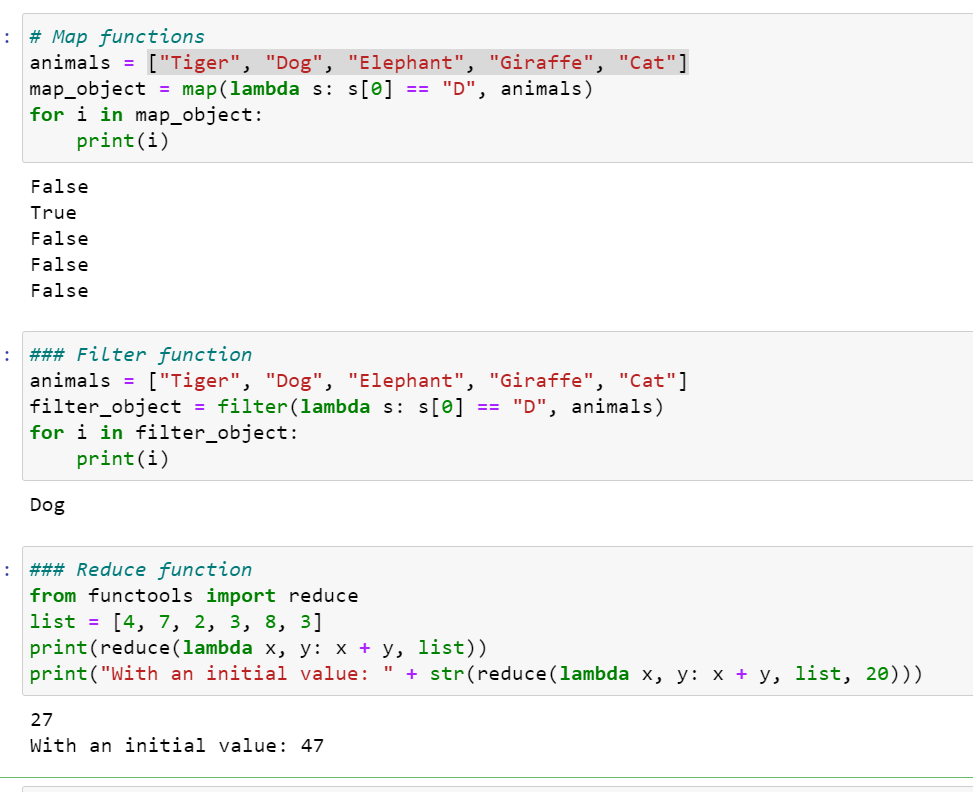 : # Map functions
animals = ["Tiger", "Dog", "Elephant", "Giraffe", "Cat"]
map_object = map(lambda s: s[0] == "D", animals)
for i in map_object:
    print(i)
False
True
False
False
False
: ### Filter function
animals = ["Tiger", "Dog", "Elephant", "Giraffe", "Cat"]
filter_object = filter(lambda s: s[0] == "D", animals)
for i in filter_object:
    print(i)
Dog
: ### Reduce function
from functools import reduce
list = [4, 7, 2, 3, 8, 3]
print(reduce(lambda x, y: x + y, list))
print("With an initial value: " + str(reduce(lambda x, y: x + y, list, 20)))
27
With an initial value: 47